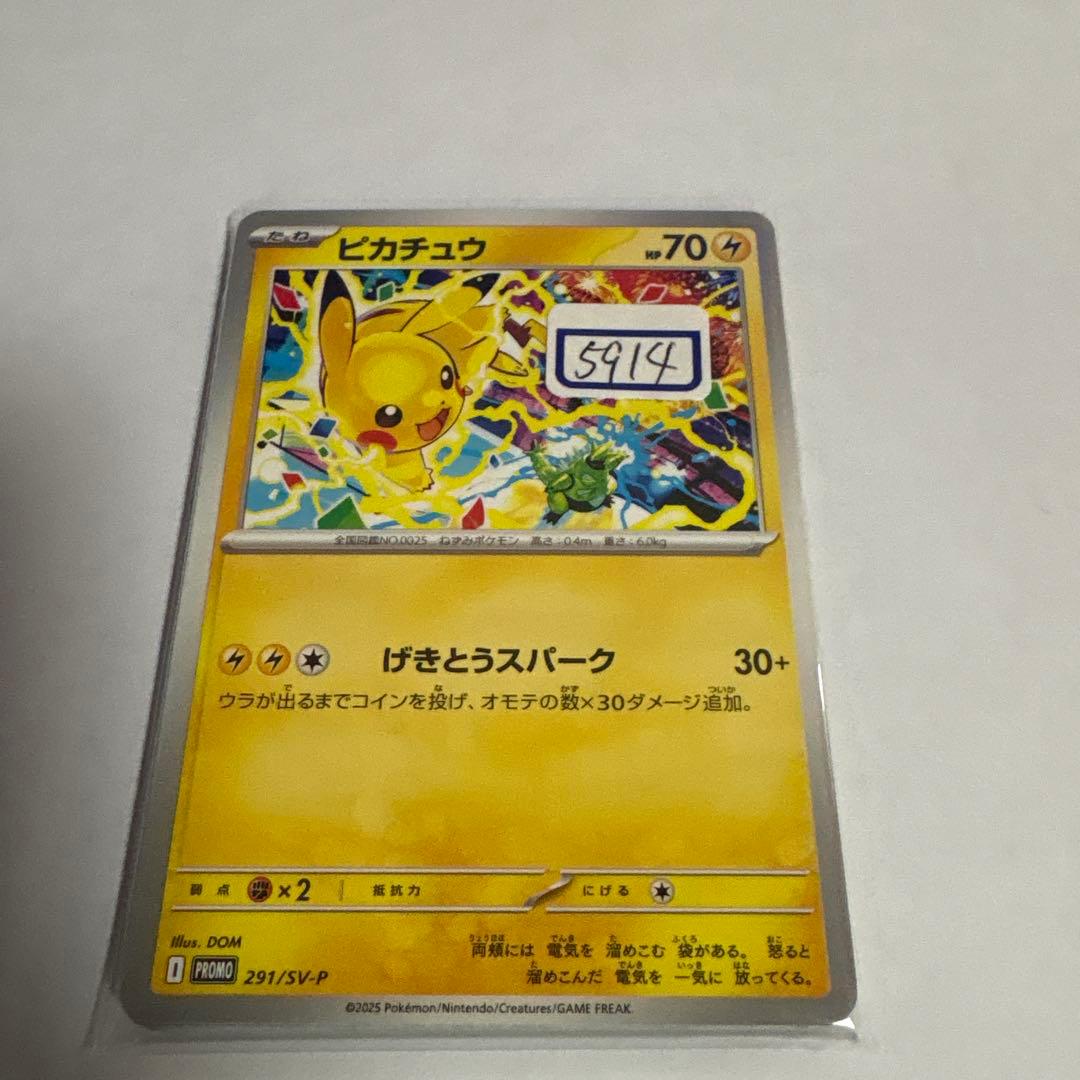 たね ピカチュウ HP70
5914
全国図鑑NO.0025 ねずみポケモン 高さ:0.4m 重さ:6.0kg
げきとうスパーク 30+
ウラが出るまでコインを投げ、オモテの数×30ダメージ追加。
弱点 ×2 抵抗力 にげる
Illus. DOM
両頬には 電気を 溜めこむ 袋がある。 怒ると
溜めこんだ 電気を 一気に 放ってくる。
I PROMO 291/SV-P
©2025 Pokémon/Nintendo/Creatures/GAME FREAK.